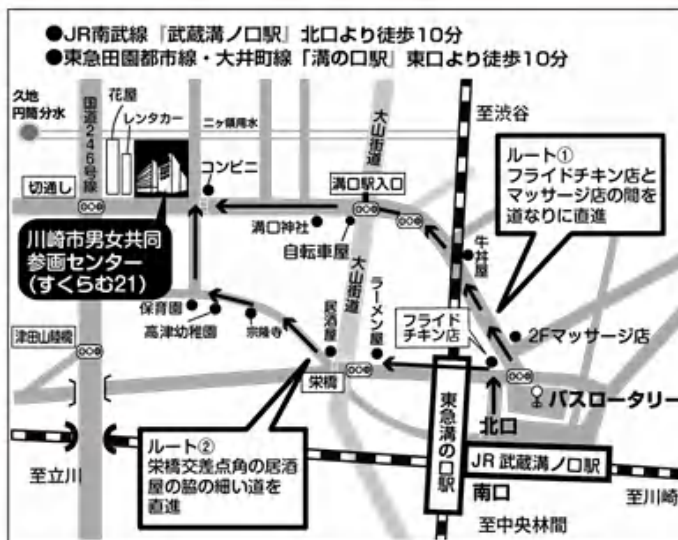 ●JR南武線『武蔵溝ノ口駅』北口より徒歩10分
●東急田園都市線・大井町線「溝の口駅」東口より徒歩10分
久地
円筒分水
国道246号線
花屋
レンタカー
二ヶ領用水
大山街道
至渋谷
コンビニ
切通し
溝口駅入口
ルート①
フライドチキン店と
マッサージ店の間を
道なりに直進
川崎市男女共同
参画センター
(すくらむ21)
溝口神社
自転車屋
牛丼屋
大山街道
保育園
高津幼稚園
宗隆寺
居酒屋
ラーメン屋
フライド
チキン店
2Fマッサージ店
津田山陸橋
栄橋
バスロータリー
北口
東急溝の口駅
ルート②
栄橋交差点角の居酒
屋の脇の細い道を
直進
JR 武蔵溝ノ口駅
南口
至立川
至川崎
至中央林間